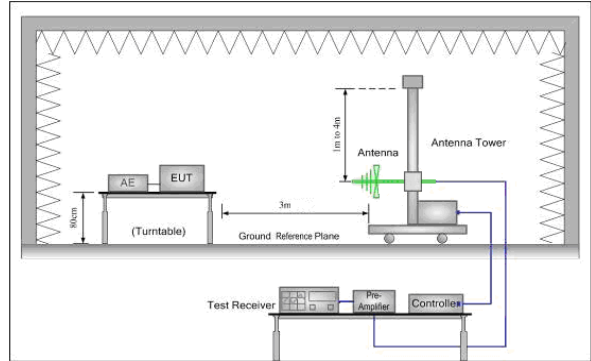 1m to 4m
Antenna
Antenna Tower
AE
EUT
80cm
(Turntable)
3m
Ground Reference Plane
Test Receiver
Pre-
Amplifier
Controller